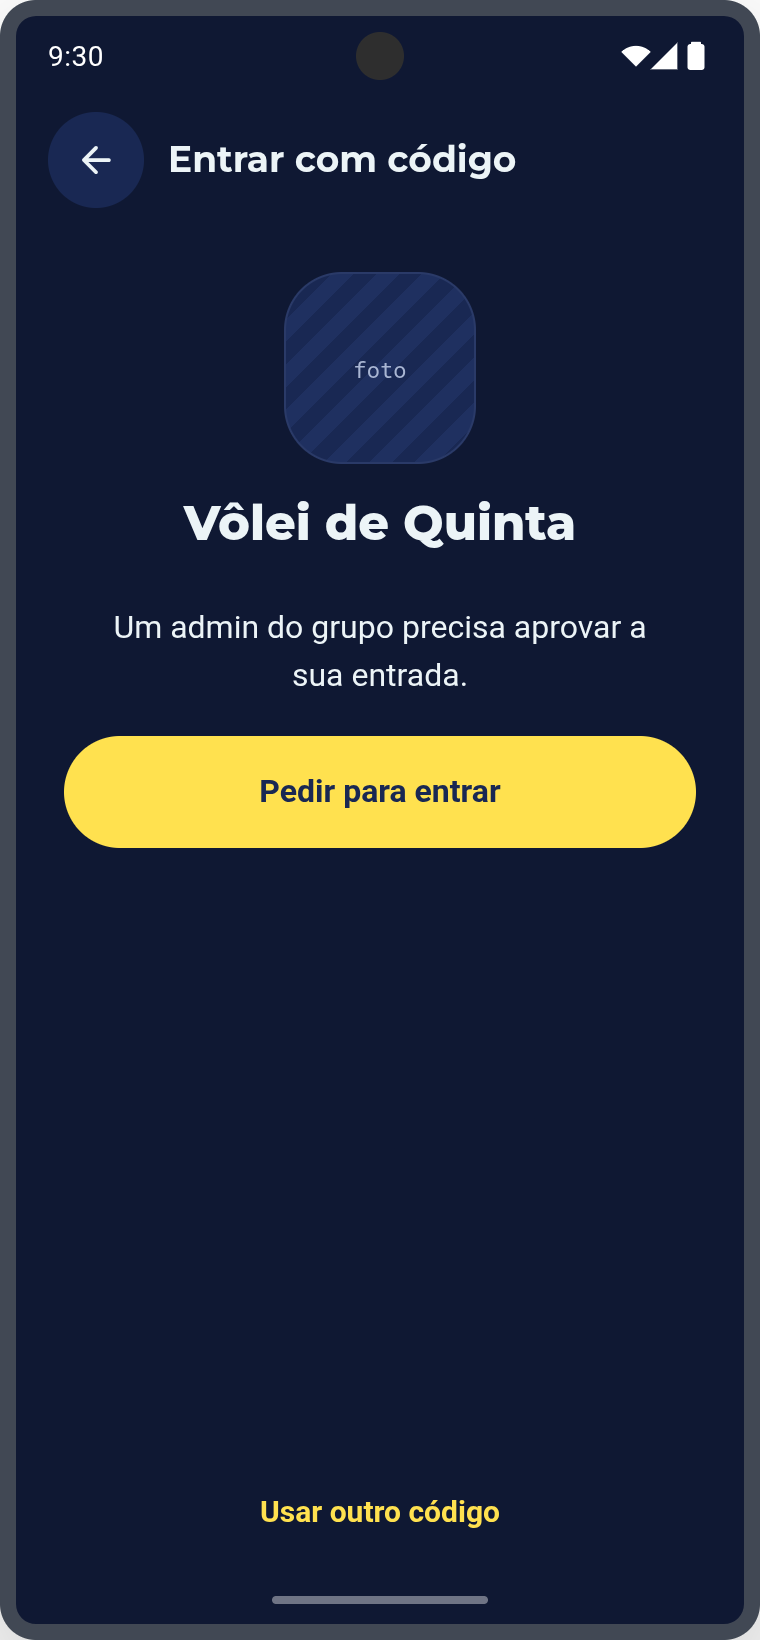 9:30
Entrar com código
foto
Vôlei de Quinta
Um admin do grupo precisa aprovar a
sua entrada.
Pedir para entrar
Usar outro código